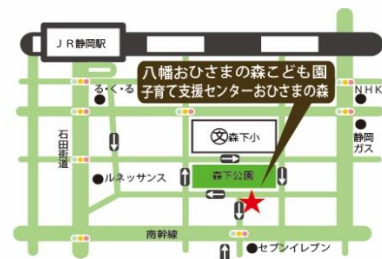 JR静岡駅
八幡おひさまの森こども園
子育て支援センターおひさまの森
る・く・る
NHK
石田街道
文 森下小
静岡
ガス
ルネッサンス
森下公園
南幹線
セブンイレブン